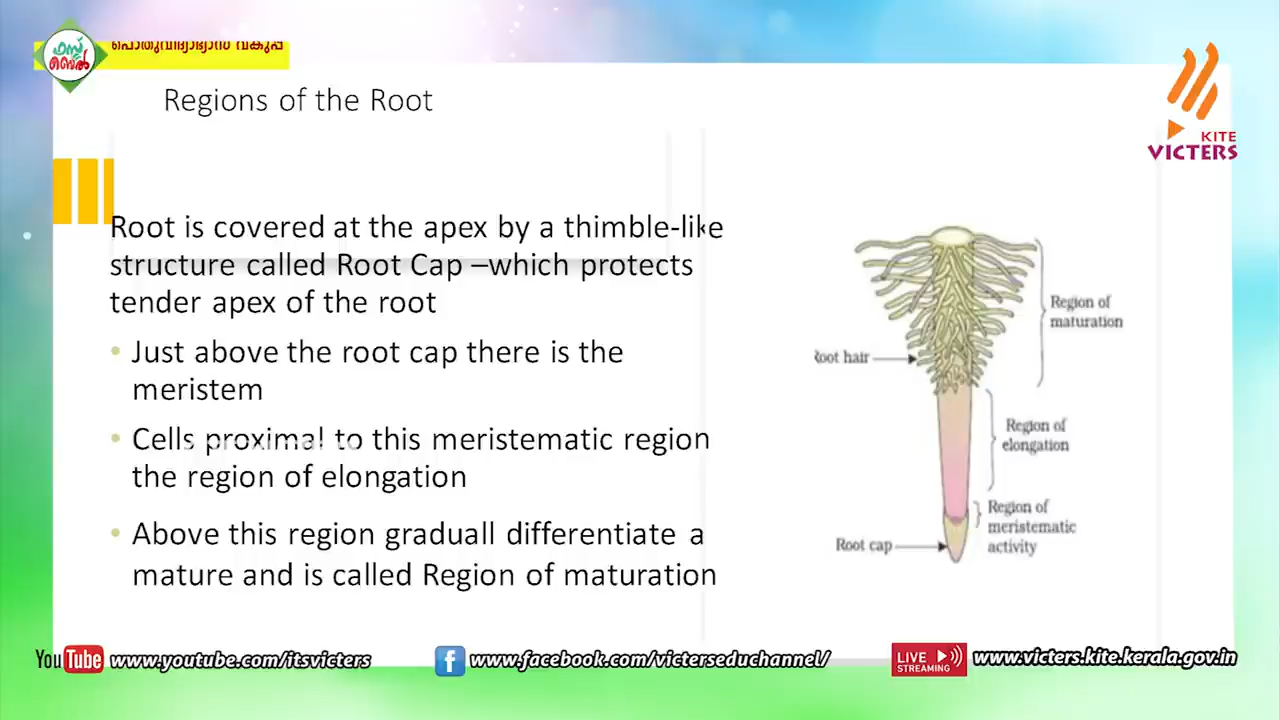 പൊതുവിദ്യാഭ്യാസ വകുപ്പ്
ഫസ്റ്റ്
ബെൽ
Regions of the Root
KITE
VICTERS
Root is covered at the apex by a thimble-like
structure called Root Cap –which protects
tender apex of the root
• Just above the root cap there is the
meristem
• Cells proximal to this meristematic region
the region of elongation
• Above this region graduall differentiate a
mature and is called Region of maturation
Region of
maturation
Root hair
Region of
elongation
Region of
meristematic
activity
Root cap
YouTube www.youtube.com/itsvicters
f www.facebook.com/victerseduchannel/
LIVE
STREAMING
www.victers.kite.kerala.gov.in